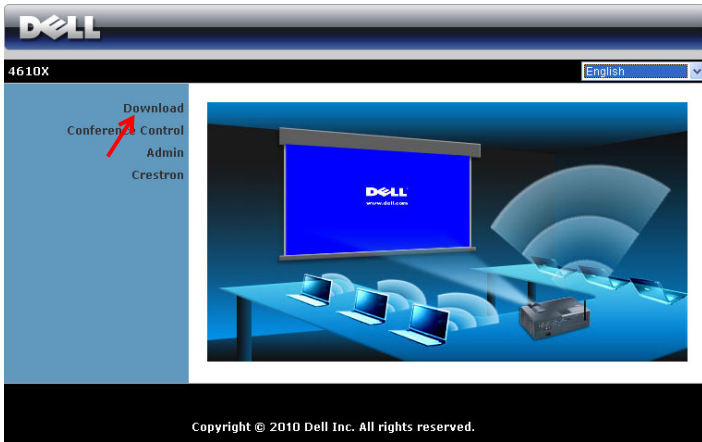 DELL
4610X
English
Download
Conference Control
Admin
Crestron
DELL
www.dell.com
Copyright © 2010 Dell Inc. All rights reserved.